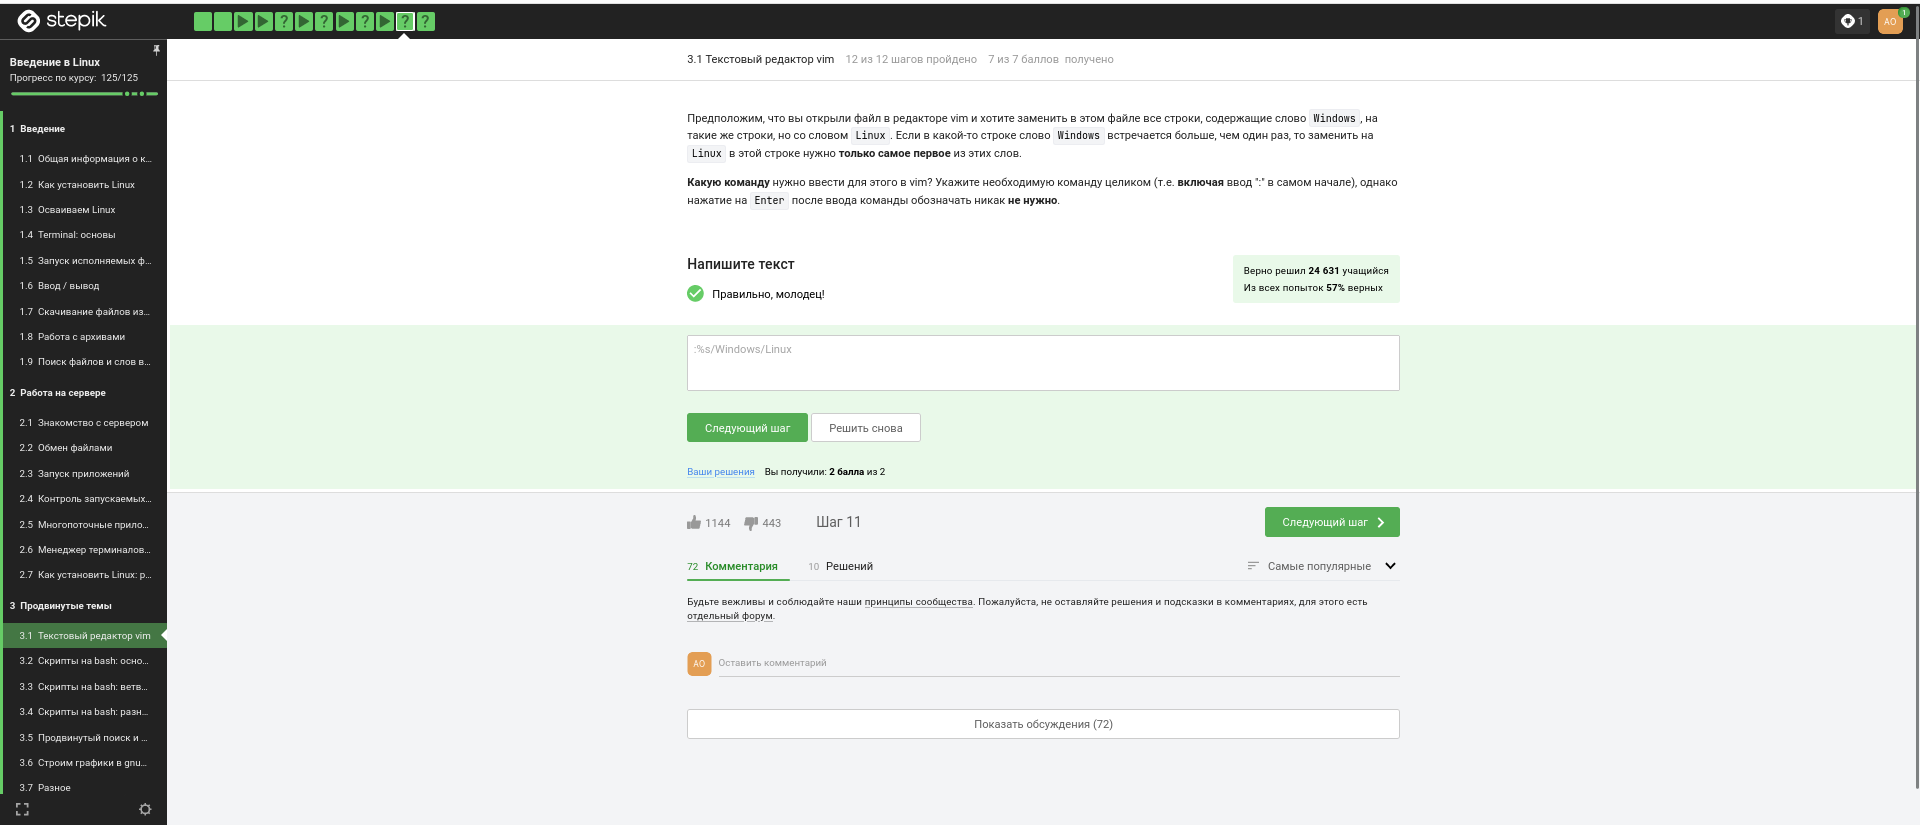 stepik
1
AO
1
Введение в Linux
Прогресс по курсу: 125/125
1 Введение
1.1 Общая информация о к...
1.2 Как установить Linux
1.3 Осваиваем Linux
1.4 Terminal: основы
1.5 Запуск исполняемых ф...
1.6 Ввод / вывод
1.7 Скачивание файлов из...
1.8 Работа с архивами
1.9 Поиск файлов и слов в...
2 Работа на сервере
2.1 Знакомство с сервером
2.2 Обмен файлами
2.3 Запуск приложений
2.4 Контроль запускаемых...
2.5 Многопоточные прило...
2.6 Менеджер терминалов...
2.7 Как установить Linux: р...
3 Продвинутые темы
3.1 Текстовый редактор vim
3.2 Скрипты на bash: осно...
3.3 Скрипты на bash: ветв...
3.4 Скрипты на bash: разн...
3.5 Продвинутый поиск и ...
3.6 Строим графики в gnu...
3.7 Разное
3.1 Текстовый редактор vim 12 из 12 шагов пройдено 7 из 7 баллов получено
Предположим, что вы открыли файл в редакторе vim и хотите заменить в этом файле все строки, содержащие слово Windows, на
такие же строки, но со словом Linux. Если в какой-то строке слово Windows встречается больше, чем один раз, то заменить на
Linux в этой строке нужно только самое первое из этих слов.
Какую команду нужно ввести для этого в vim? Укажите необходимую команду целиком (т.е. включая ввод ":" в самом начале), однако
нажатие на Enter после ввода команды обозначать никак не нужно.
Напишите текст
Правильно, молодец!
Верно решил 24 631 учащийся
Из всех попыток 57% верных
:%s/Windows/Linux
Следующий шаг Решить снова
Ваши решения Вы получили: 2 балла из 2
1144 443 Шаг 11 Следующий шаг
72 Комментария 10 Решений Самые популярные
Будьте вежливы и соблюдайте наши принципы сообщества. Пожалуйста, не оставляйте решения и подсказки в комментариях, для этого есть
отдельный форум.
AO Оставить комментарий
Показать обсуждения (72)